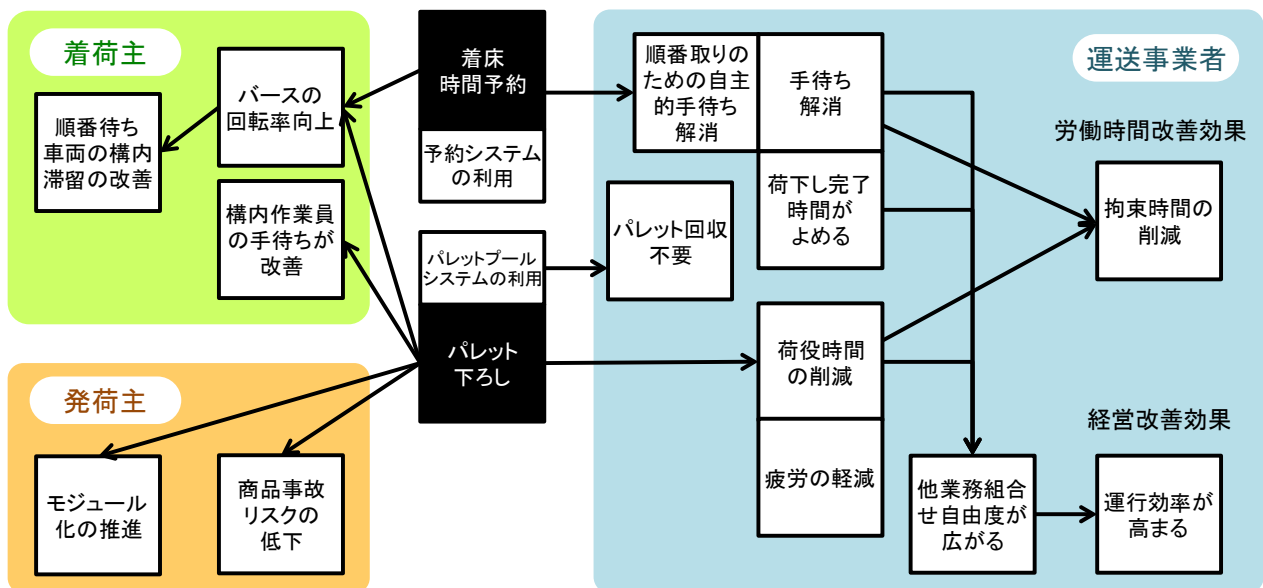 着荷主
順番待ち
車両の構内
滞留の改善
バースの
回転率向上
構内作業員
の手待ちが
改善
発荷主
モジュール
化の推進
商品事故
リスクの
低下
着床
時間予約
予約システム
の利用
パレットプール
システムの利用
パレット
下ろし
運送事業者
順番取りの
ための自主
的手待ち
解消
手待ち
解消
荷下し完了
時間が
よめる
パレット回収
不要
荷役時間
の削減
疲労の軽減
労働時間改善効果
拘束時間の
削減
経営改善効果
他業務組合
せ自由度が
広がる
運行効率が
高まる